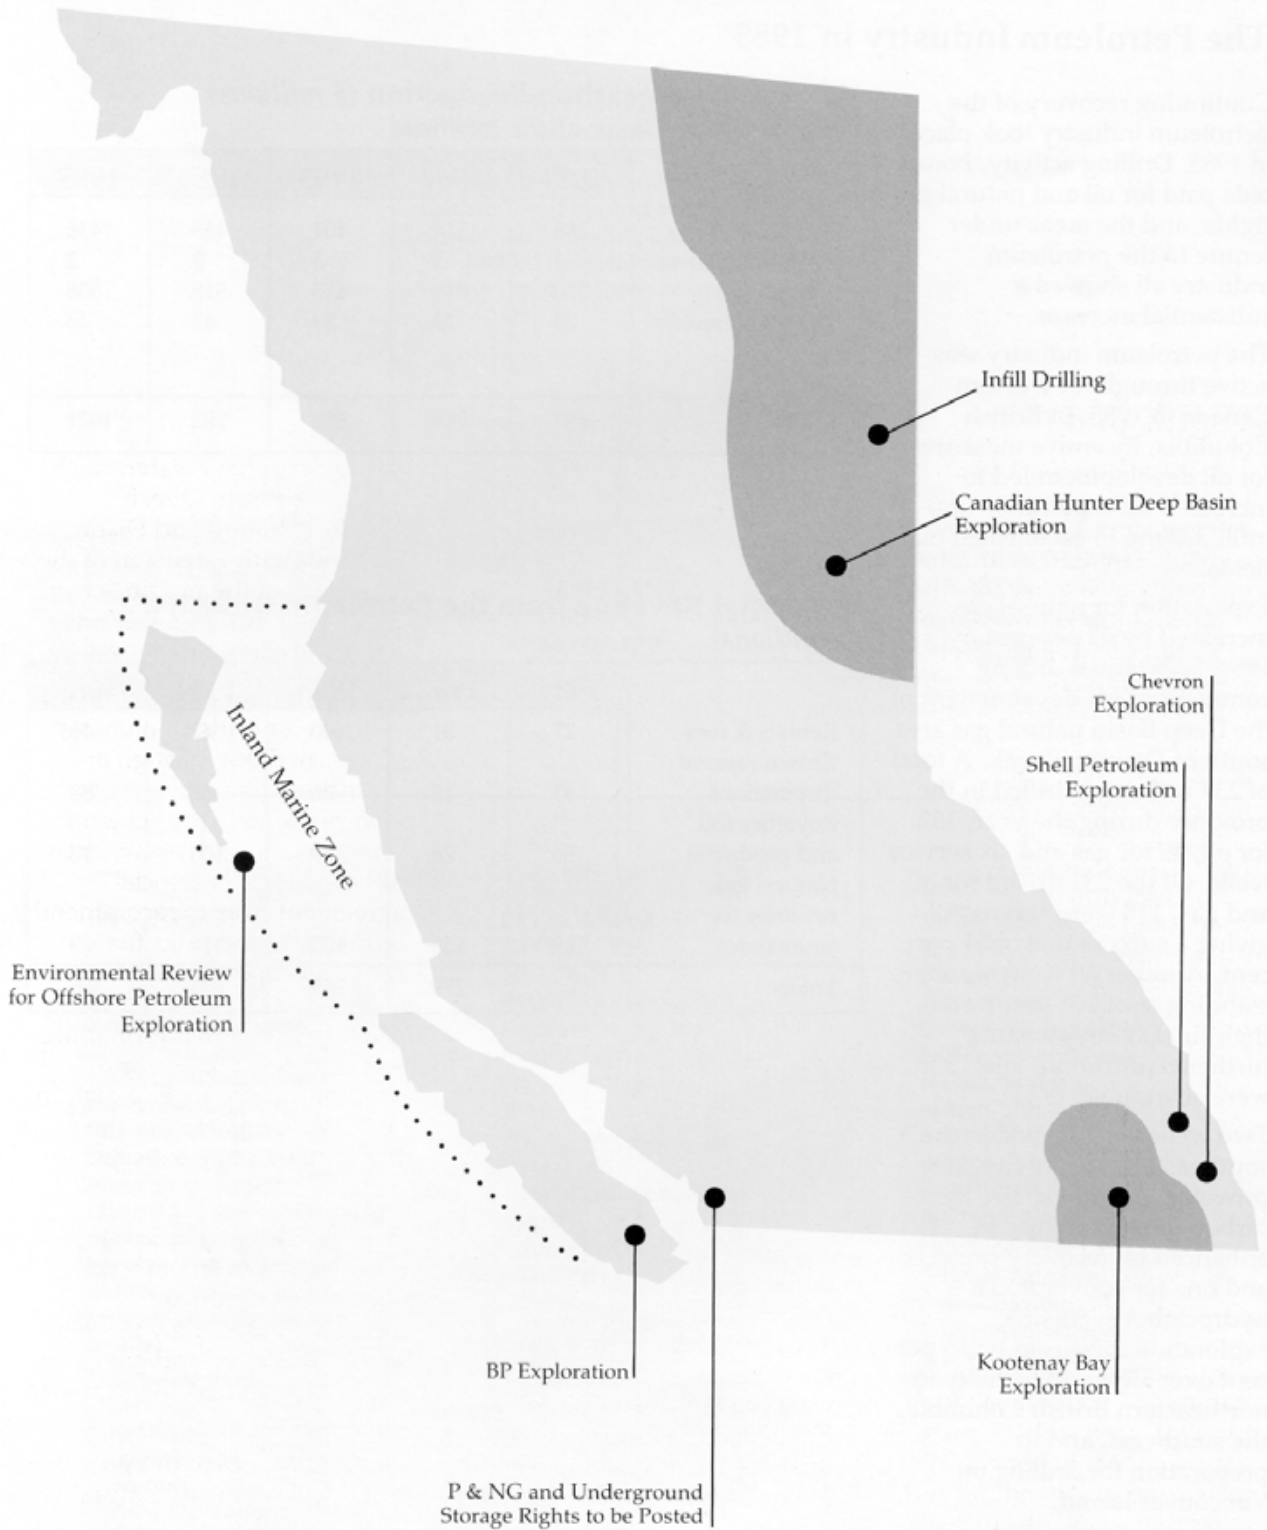 Infill Drilling
Canadian Hunter Deep Basin
Exploration
Chevron
Exploration
Shell Petroleum
Exploration
Inland Marine Zone
Environmental Review
for Offshore Petroleum
Exploration
BP Exploration
Kootenay Bay
Exploration
P & NG and Underground
Storage Rights to be Posted